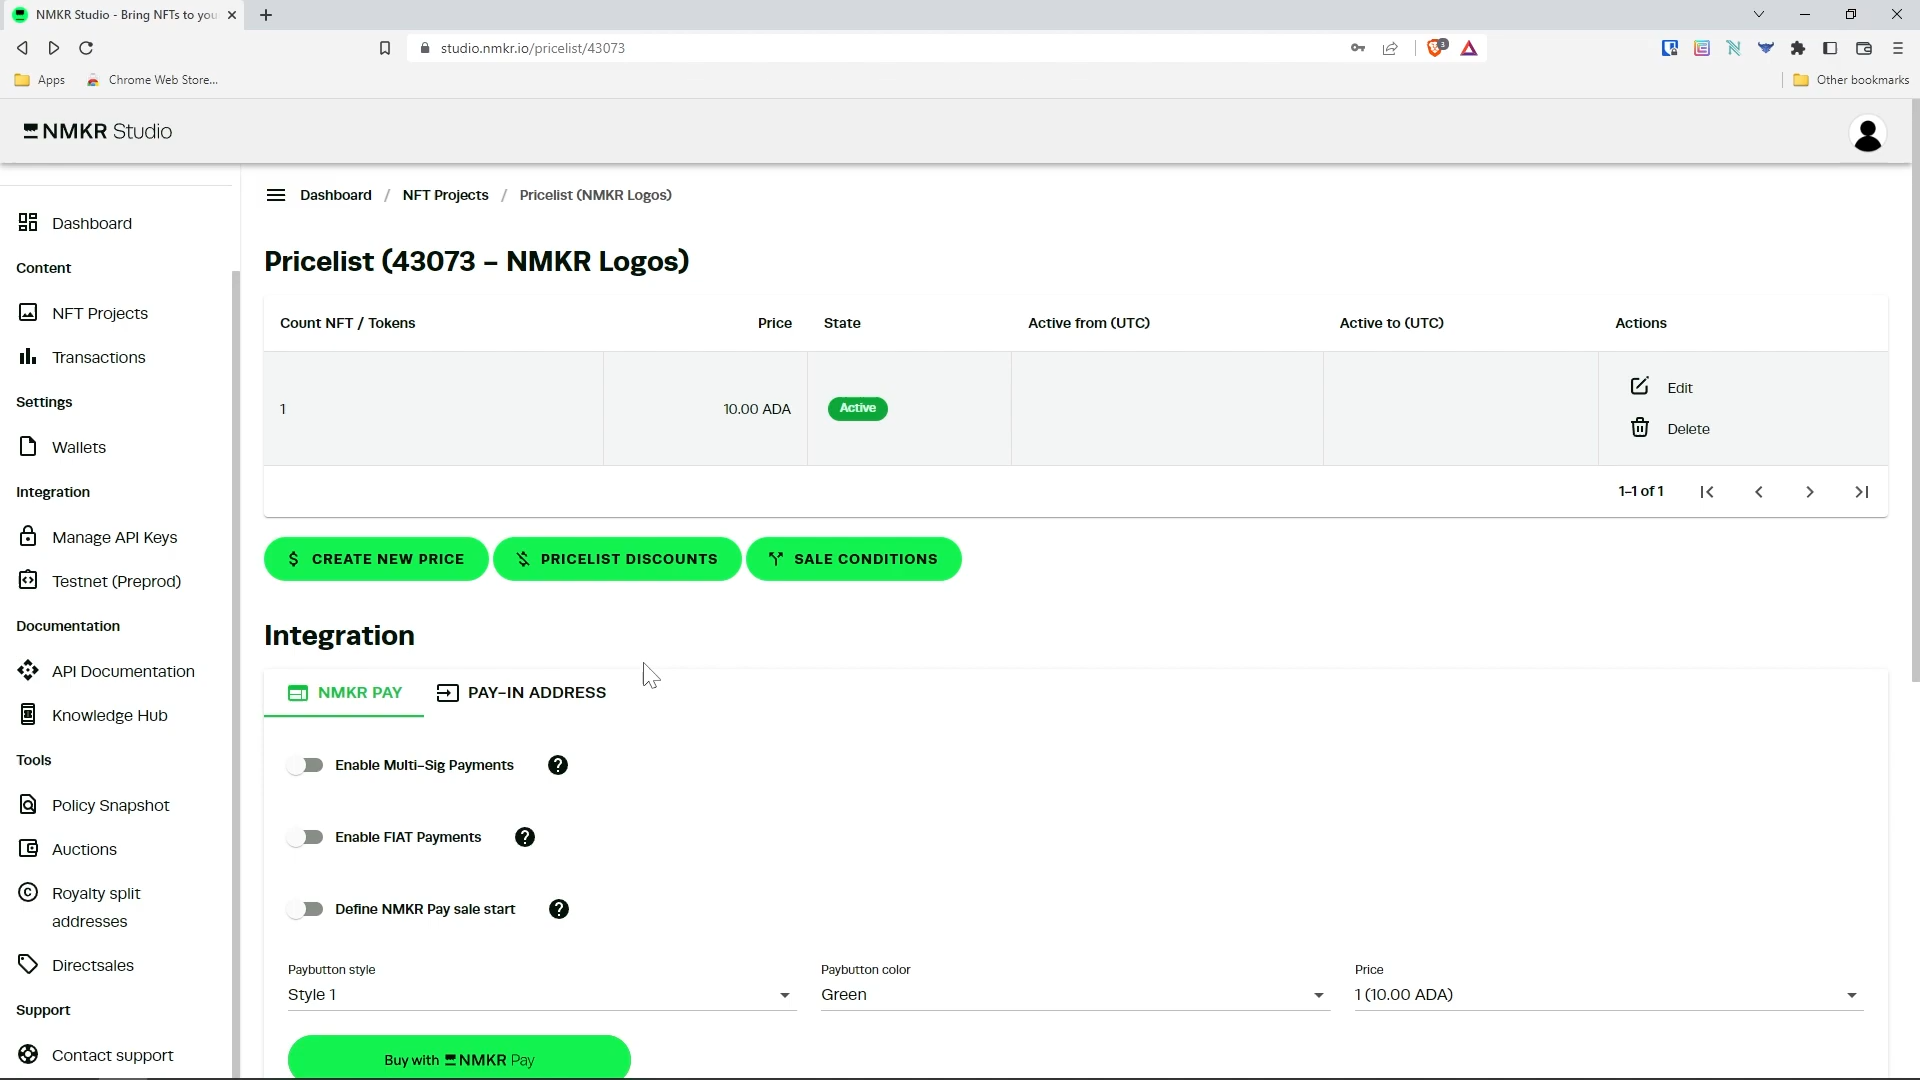 NMKR Studio - Bring NFTs to you
studio.nmkr.io/pricelist/43073
3
Apps
Chrome Web Store...
Other bookmarks
NMKR Studio
Dashboard / NFT Projects / Pricelist (NMKR Logos)
Dashboard
Content
NFT Projects
Transactions
Settings
Wallets
Integration
Manage API Keys
Testnet (Preprod)
Documentation
API Documentation
Knowledge Hub
Tools
Policy Snapshot
Auctions
Royalty split
addresses
Directsales
Support
Contact support
Pricelist (43073 – NMKR Logos)
Count NFT / Tokens Price State Active from (UTC) Active to (UTC) Actions
1 10.00 ADA Active
Edit
Delete
1-1 of 1
CREATE NEW PRICE PRICELIST DISCOUNTS SALE CONDITIONS
Integration
NMKR PAY PAY-IN ADDRESS
Enable Multi-Sig Payments ?
Enable FIAT Payments ?
Define NMKR Pay sale start ?
Paybutton style Paybutton color Price
Style 1 Green 1 (10.00 ADA)
Buy with NMKR Pay